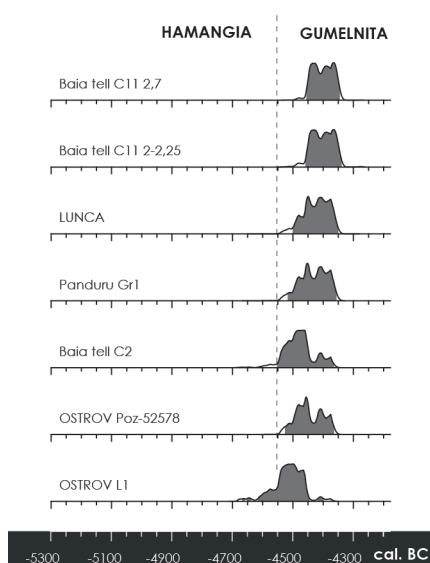 HAMANGIA GUMELNITA
Baia tell C11 2,7
Baia tell C11 2-2,25
LUNCA
Panduru Gr1
Baia tell C2
OSTROV Poz-52578
OSTROV L1
-5300 -5100 -4900 -4700 -4500 -4300 cal. BC